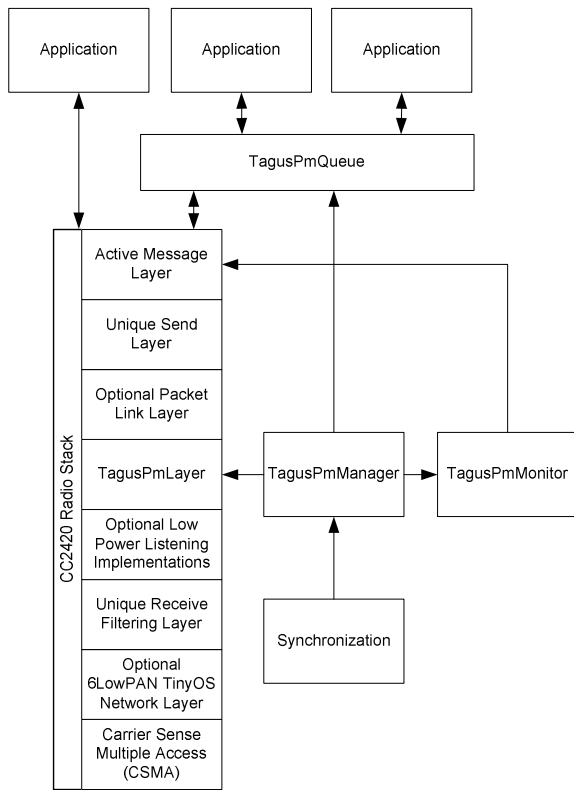 Application
Application
Application
TagusPmQueue
CC2420 Radio Stack
Active Message
Layer
Unique Send
Layer
Optional Packet
Link Layer
TagusPmLayer
TagusPmManager
TagusPmMonitor
Optional Low
Power Listening
Implementations
Unique Receive
Filtering Layer
Synchronization
Optional
6LowPAN TinyOS
Network Layer
Carrier Sense
Multiple Access
(CSMA)